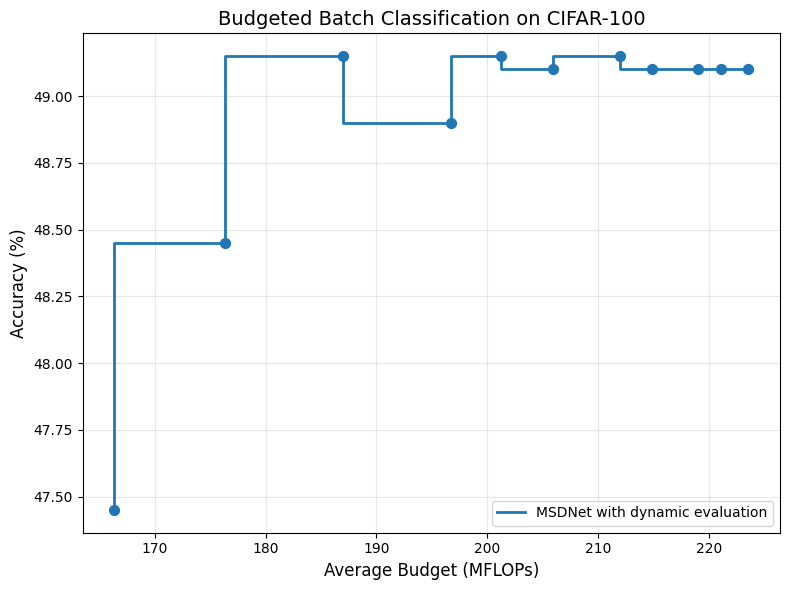 Budgeted Batch Classification on CIFAR-100
Accuracy (%)
49.00
48.75
48.50
48.25
48.00
47.75
47.50
MSDNet with dynamic evaluation
170 180 190 200 210 220
Average Budget (MFLOPs)